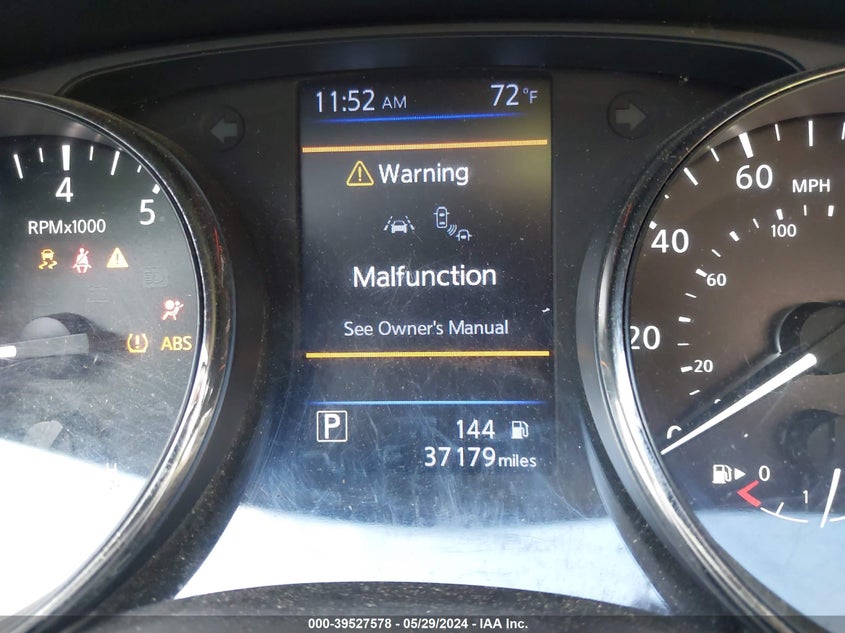 11:52 AM 72°F
Warning
Malfunction
See Owner's Manual
P 144
37179 miles
4 5
RPMx1000
ABS
60 MPH
40 100
60
20
20
0
0 1
000-39527578 - 05/29/2024 - IAA Inc.